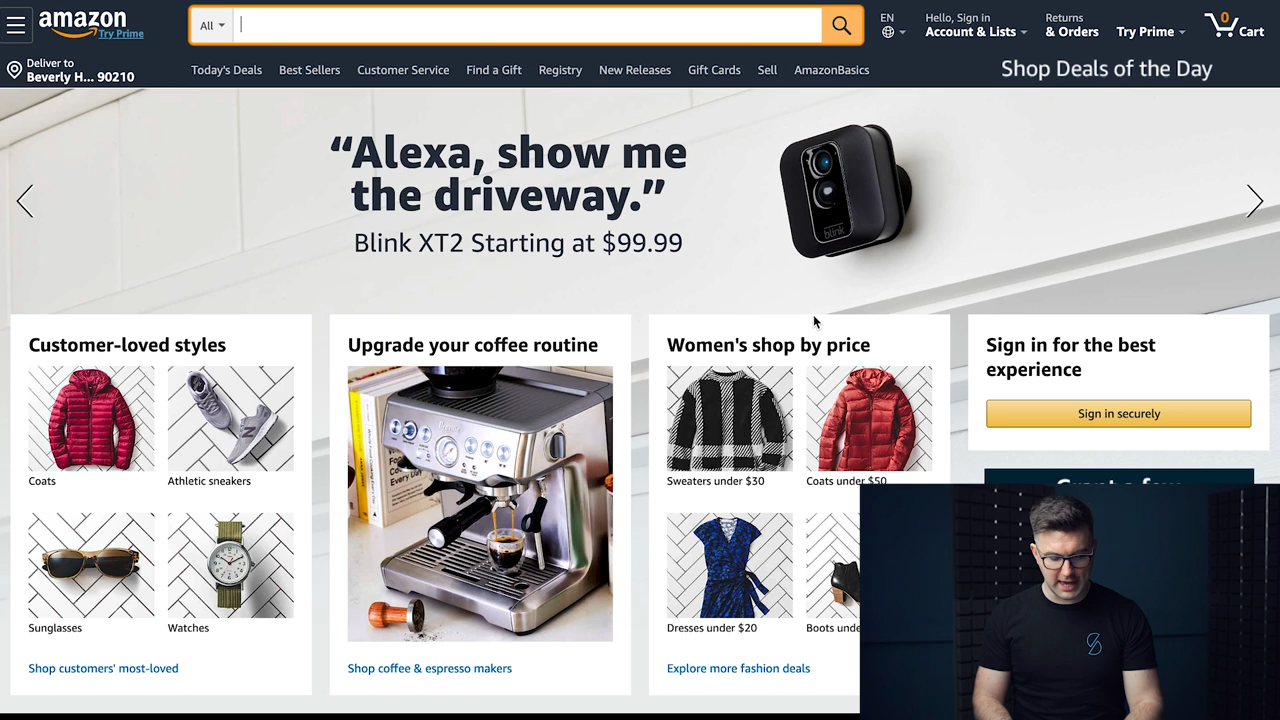 amazon
Try Prime
All
EN
Hello, Sign in
Account & Lists
Returns
& Orders
Try Prime
0
Cart
Deliver to
Beverly H... 90210
Today's Deals
Best Sellers
Customer Service
Find a Gift
Registry
New Releases
Gift Cards
Sell
AmazonBasics
Shop Deals of the Day
“Alexa, show me
the driveway.”
Blink XT2 Starting at $99.99
blink
Customer-loved styles
Coats
Athletic sneakers
Sunglasses
Watches
Shop customers' most-loved
Upgrade your coffee routine
Shop coffee & espresso makers
Women's shop by price
Sweaters under $30
Coats under $50
Dresses under $20
Boots unde
Explore more fashion deals
Sign in for the best
experience
Sign in securely